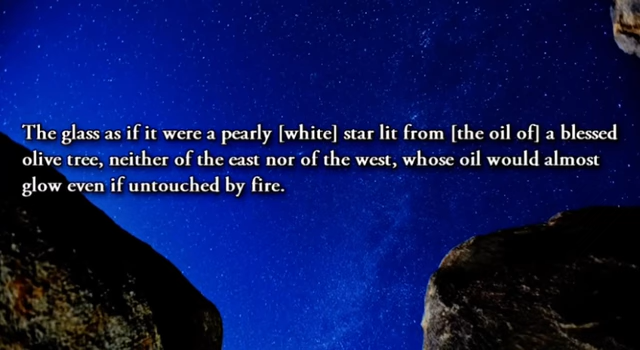 The glass as if it were a pearly [white] star lit from [the oil of] a blessed
olive tree, neither of the east nor of the west, whose oil would almost
glow even if untouched by fire.